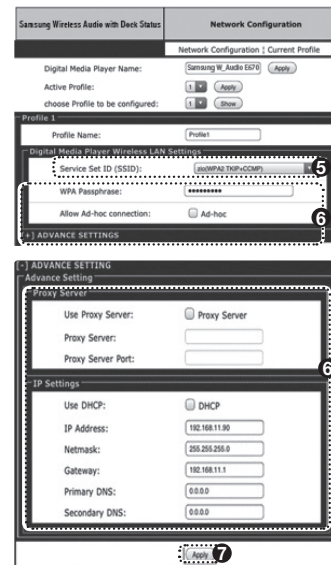 Samsung Wireless Audio with Dock Status
Network Configuration
Network Configuration ¦ Current Profile
Digital Media Player Name: Samsung W_Audio E670 Apply
Active Profile: 1 Apply
choose Profile to be configured: 1 Show
Profile 1
Profile Name: Profile1
Digital Media Player Wireless LAN Settings
Service Set ID (SSID): zio(WPA2 TKIP+CCMP) 5
WPA Passphrase: •••••••••
Allow Ad-hoc connection: Ad-hoc 6
[+] ADVANCE SETTINGS
[-] ADVANCE SETTING
Advance Setting
Proxy Server
Use Proxy Server: Proxy Server
Proxy Server:
Proxy Server Port:
6
IP Settings
Use DHCP: DHCP
IP Address: 192.168.11.90
Netmask: 255.255.255.0
Gateway: 192.168.11.1
Primary DNS: 0.0.0.0
Secondary DNS: 0.0.0.0
Apply 7